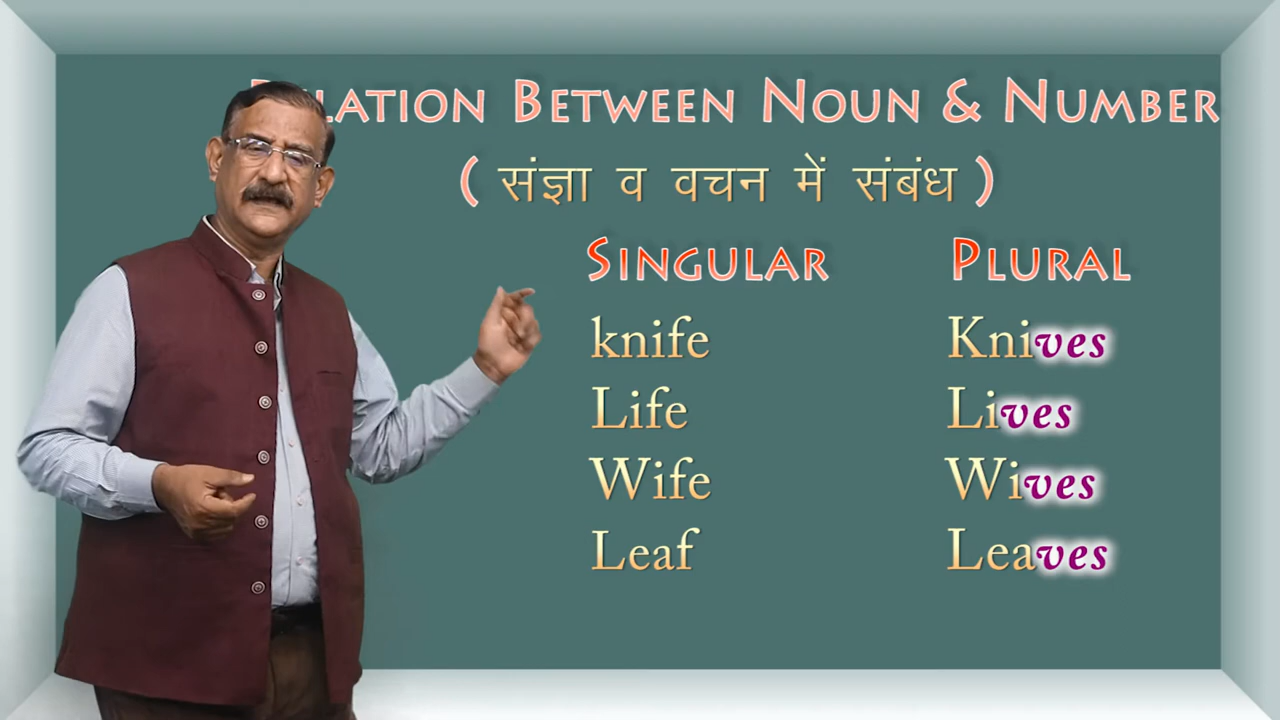 BETWEEN NOUN & NUMBER
( संज्ञा व वचन में संबंध )
SINGULAR PLURAL
knife Knives
Life Lives
Wife Wives
Leaf Leaves